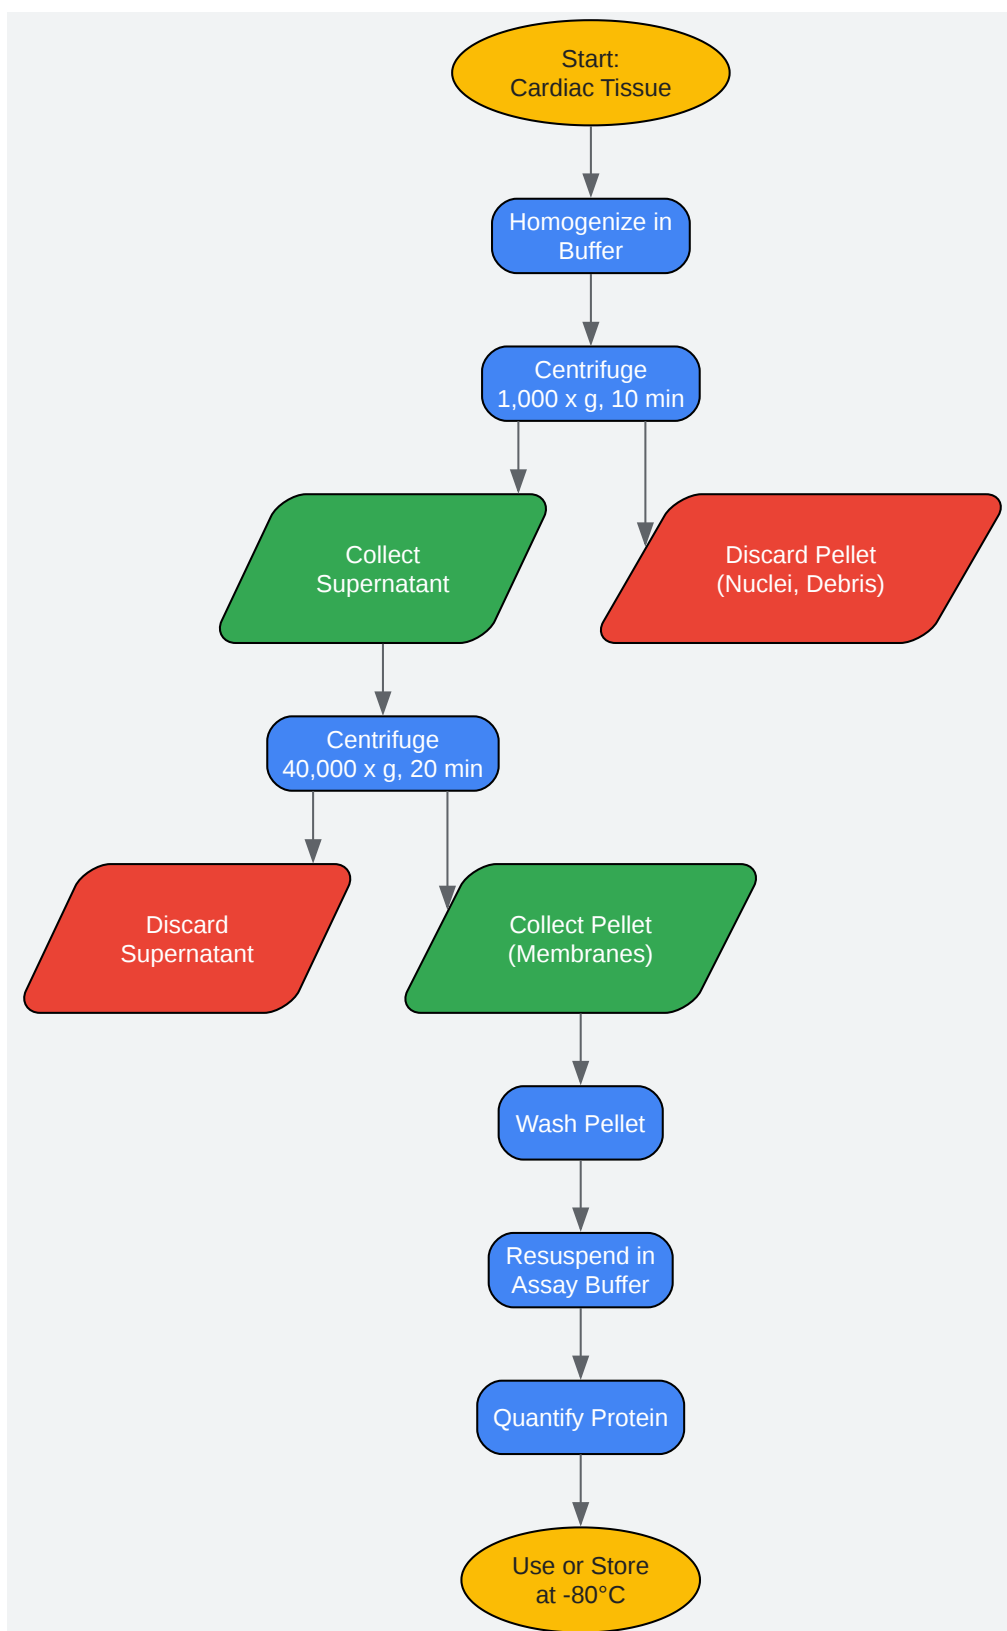 Start:
Cardiac Tissue
Homogenize in
Buffer
Centrifuge
1,000 x g, 10 min
Collect
Supernatant
Discard Pellet
(Nuclei, Debris)
Centrifuge
40,000 x g, 20 min
Discard
Supernatant
Collect Pellet
(Membranes)
Wash Pellet
Resuspend in
Assay Buffer
Quantify Protein
Use or Store
at -80°C